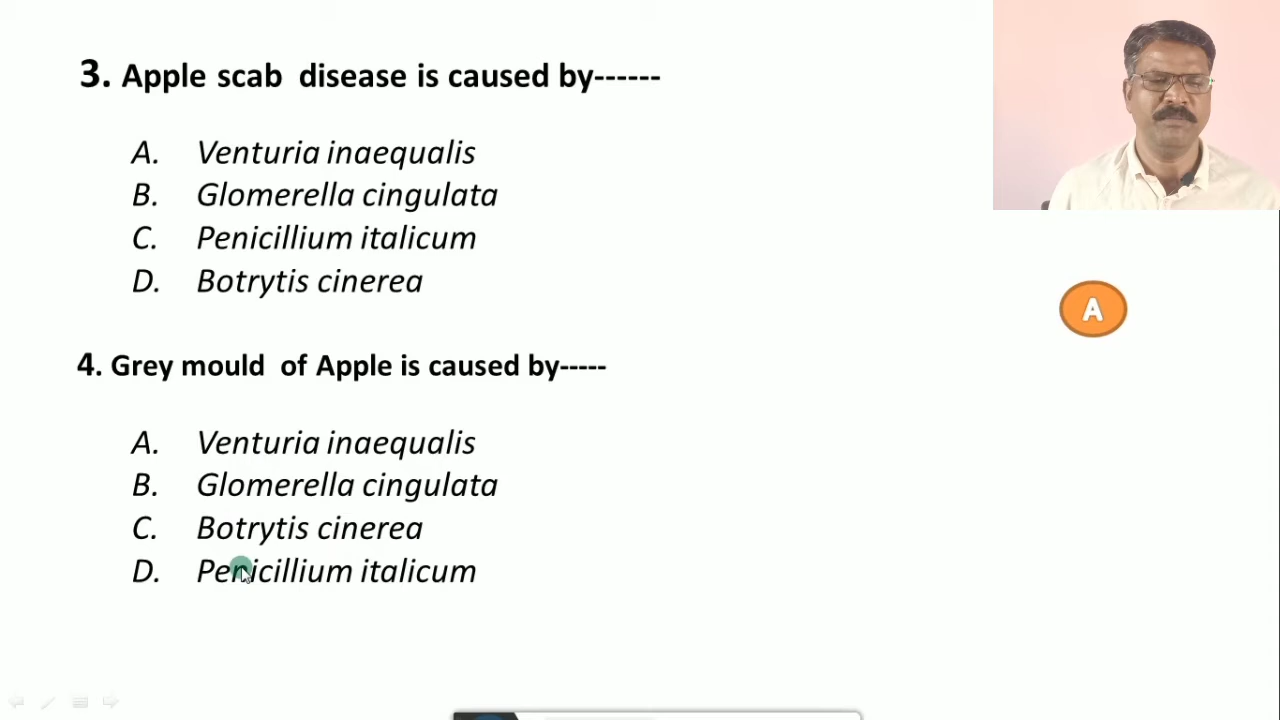 3. Apple scab disease is caused by------
A. Venturia inaequalis
B. Glomerella cingulata
C. Penicillium italicum
D. Botrytis cinerea
A
4. Grey mould of Apple is caused by-----
A. Venturia inaequalis
B. Glomerella cingulata
C. Botrytis cinerea
D. Penicillium italicum